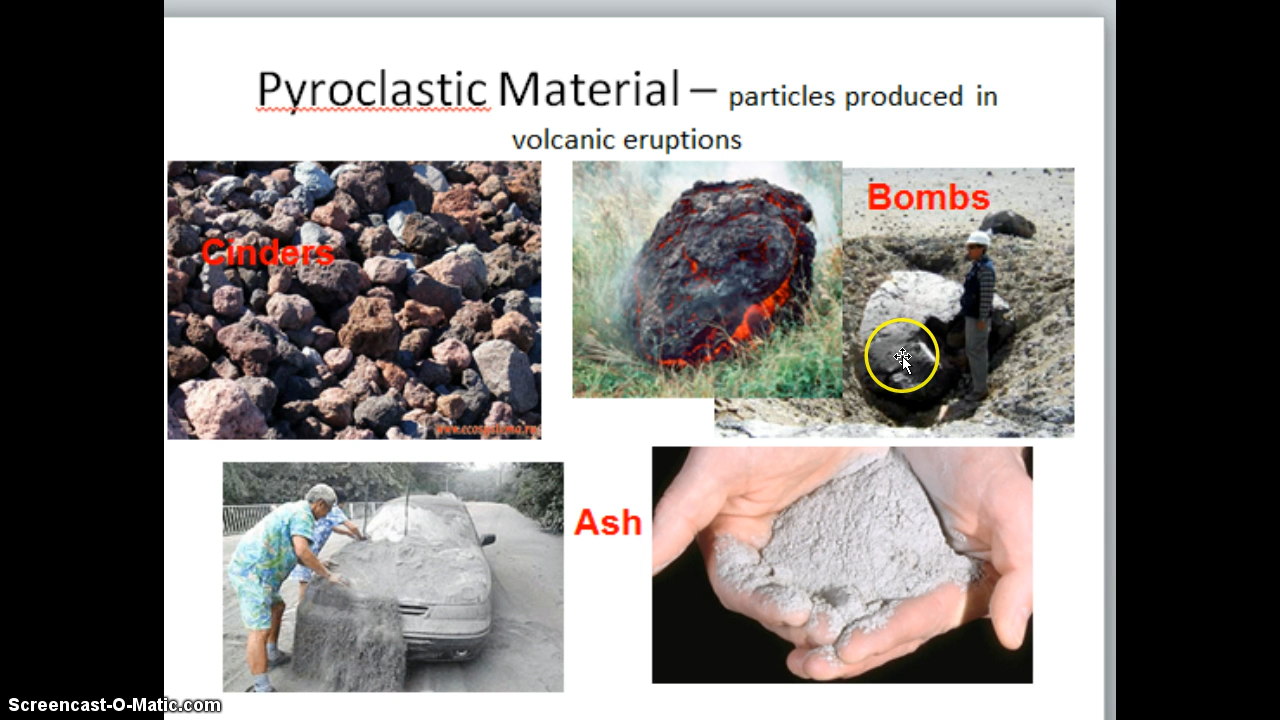 Pyroclastic Material – particles produced in
volcanic eruptions
Cinders
Bombs
www.ecosystema.ru
Ash
Screencast-O-Matic.com